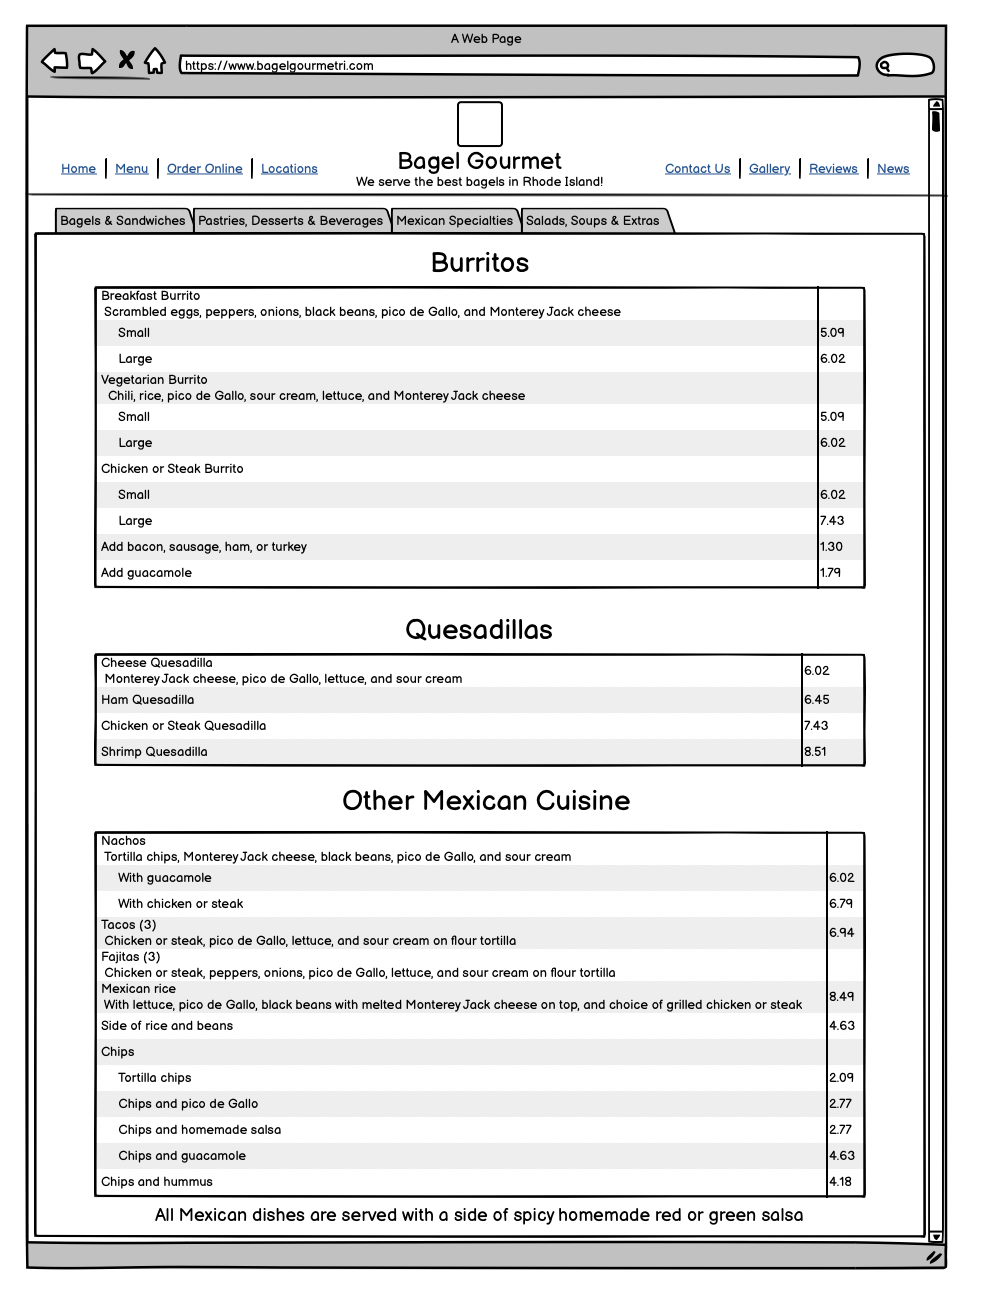 A Web Page
https://www.bagelgourmetri.com
Home
Menu
Order Online
Locations
Bagel Gourmet
We serve the best bagels in Rhode Island!
Contact Us
Gallery
Reviews
News
Bagels & Sandwiches
Pastries, Desserts & Beverages
Mexican Specialties
Salads, Soups & Extras
Burritos
Breakfast Burrito
Scrambled eggs, peppers, onions, black beans, pico de Gallo, and Monterey Jack cheese
Small 5.09
Large 6.02
Vegetarian Burrito
Chili, rice, pico de Gallo, sour cream, lettuce, and Monterey Jack cheese
Small 5.09
Large 6.02
Chicken or Steak Burrito
Small 6.02
Large 7.43
Add bacon, sausage, ham, or turkey 1.30
Add guacamole 1.79
Quesadillas
Cheese Quesadilla 6.02
Monterey Jack cheese, pico de Gallo, lettuce, and sour cream
Ham Quesadilla 6.45
Chicken or Steak Quesadilla 7.43
Shrimp Quesadilla 8.51
Other Mexican Cuisine
Nachos
Tortilla chips, Monterey Jack cheese, black beans, pico de Gallo, and sour cream
With guacamole 6.02
With chicken or steak 6.79
Tacos (3) 6.94
Chicken or steak, pico de Gallo, lettuce, and sour cream on flour tortilla
Fajitas (3)
Chicken or steak, peppers, onions, pico de Gallo, lettuce, and sour cream on flour tortilla
Mexican rice 8.49
With lettuce, pico de Gallo, black beans with melted Monterey Jack cheese on top, and choice of grilled chicken or steak
Side of rice and beans 4.63
Chips
Tortilla chips 2.09
Chips and pico de Gallo 2.77
Chips and homemade salsa 2.77
Chips and guacamole 4.63
Chips and hummus 4.18
All Mexican dishes are served with a side of spicy homemade red or green salsa